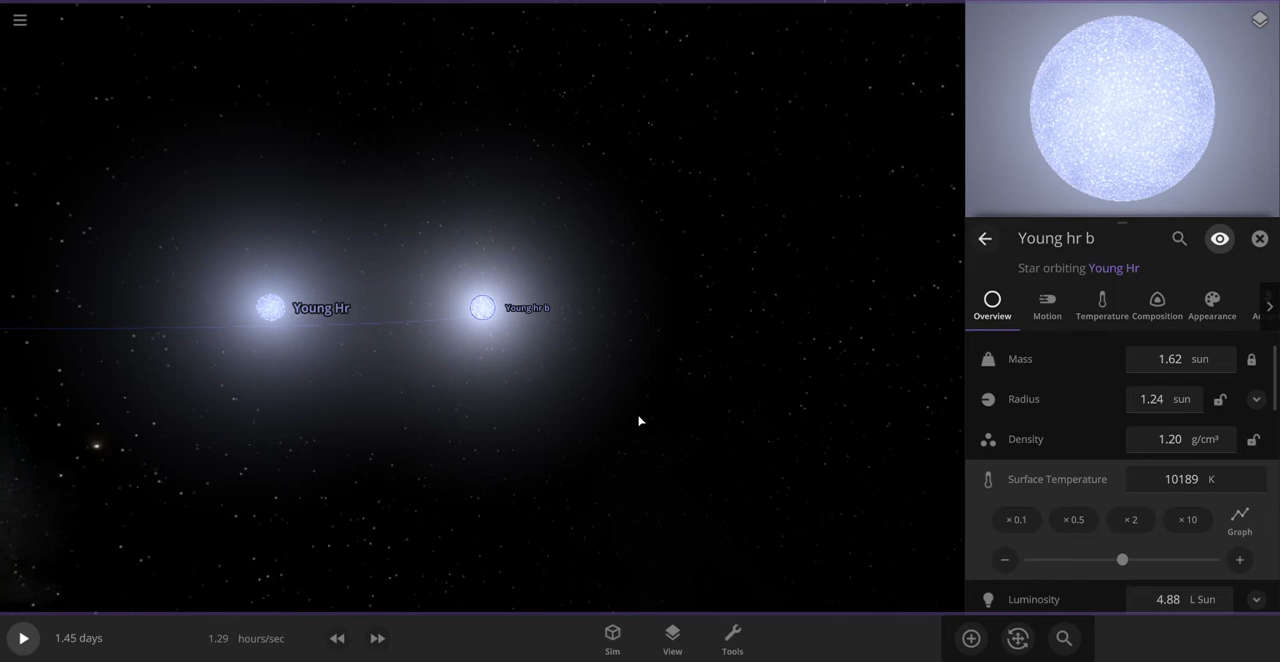 Young Hr
Young hr b
Young hr b
Star orbiting Young Hr
Overview Motion Temperature Composition Appearance
Mass 1.62 sun
Radius 1.24 sun
Density 1.20 g/cm³
Surface Temperature 10189 K
× 0.1 × 0.5 × 2 × 10 Graph
Luminosity 4.88 L Sun
1.45 days 1.29 hours/sec Sim View Tools